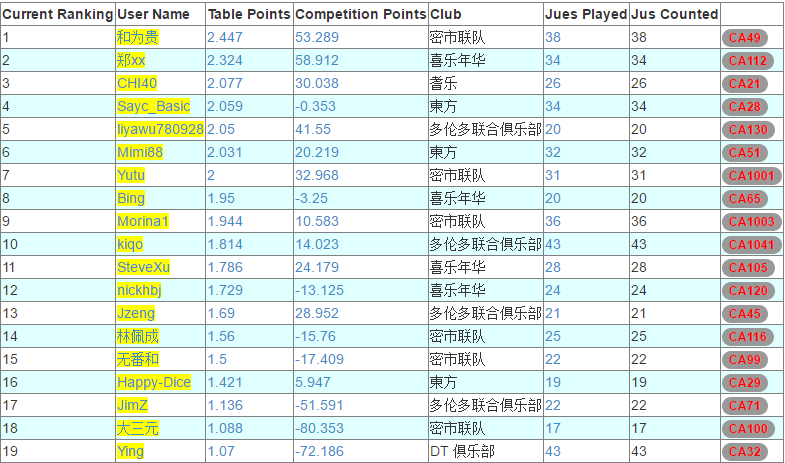 Current Ranking User Name Table Points Competition Points Club Jues Played Jus Counted
1 和为贵 2.447 53.289 密市联队 38 38 CA49
2 郑xx 2.324 58.912 喜乐年华 34 34 CA112
3 CHI40 2.077 30.038 耆乐 26 26 CA21
4 Sayc_Basic 2.059 -0.353 東方 34 34 CA28
5 liyawu780928 2.05 41.55 多伦多联合俱乐部 20 20 CA130
6 Mimi88 2.031 20.219 東方 32 32 CA51
7 Yutu 2 32.968 密市联队 31 31 CA1001
8 Bing 1.95 -3.25 喜乐年华 20 20 CA65
9 Morina1 1.944 10.583 密市联队 36 36 CA1003
10 kiqo 1.814 14.023 多伦多联合俱乐部 43 43 CA1041
11 SteveXu 1.786 24.179 喜乐年华 28 28 CA105
12 nickhbj 1.729 -13.125 喜乐年华 24 24 CA120
13 Jzeng 1.69 28.952 多伦多联合俱乐部 21 21 CA45
14 林佩成 1.56 -15.76 密市联队 25 25 CA116
15 无番和 1.5 -17.409 密市联队 22 22 CA99
16 Happy-Dice 1.421 5.947 東方 19 19 CA29
17 JimZ 1.136 -51.591 多伦多联合俱乐部 22 22 CA71
18 大三元 1.088 -80.353 密市联队 17 17 CA100
19 Ying 1.07 -72.186 DT 俱乐部 43 43 CA32